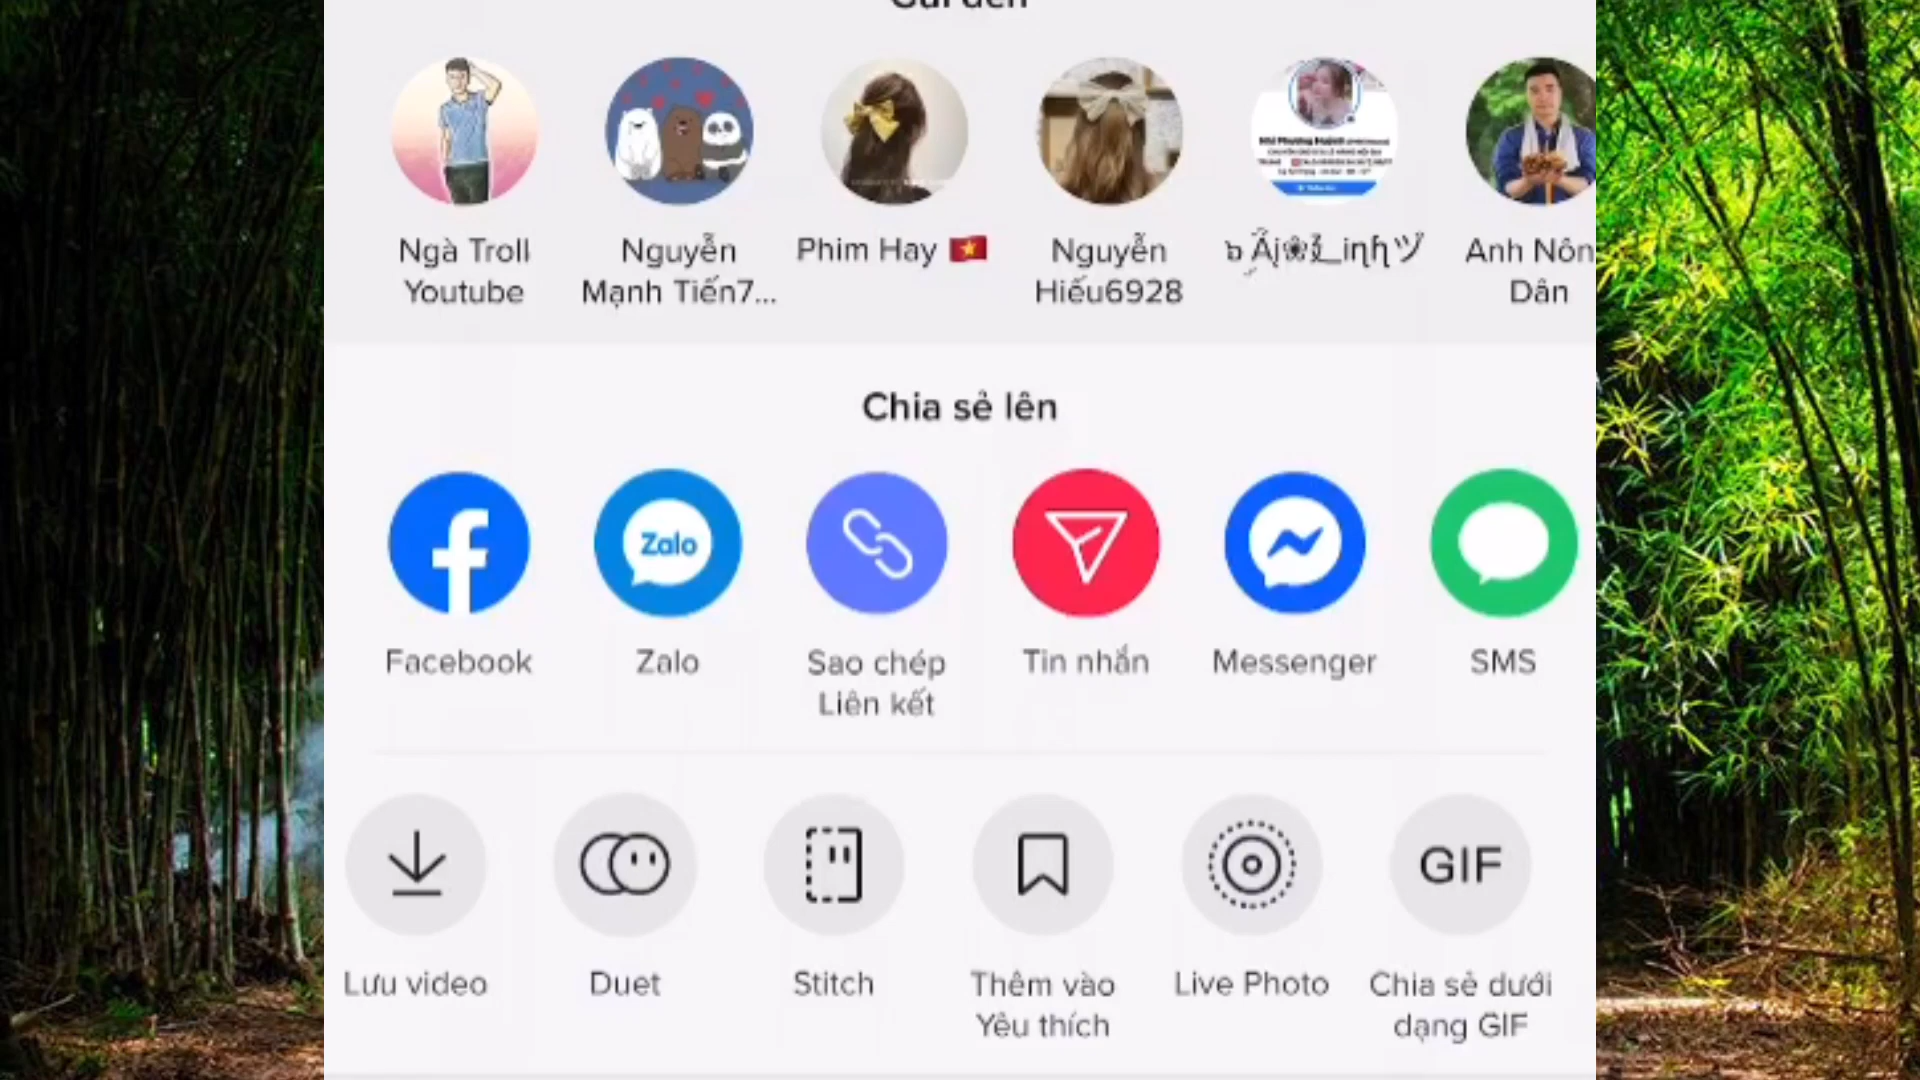 Gửi đến
Ngà Troll
Youtube
Nguyễn
Mạnh Tiến7...
Phim Hay
Nguyễn
Hiếu6928
Anh Nôn
Dân
Chia sẻ lên
Zalo
Facebook
Zalo
Sao chép
Liên kết
Tin nhắn
Messenger
SMS
GIF
Lưu video
Duet
Stitch
Thêm vào
Yêu thích
Live Photo
Chia sẻ dưới
dạng GIF